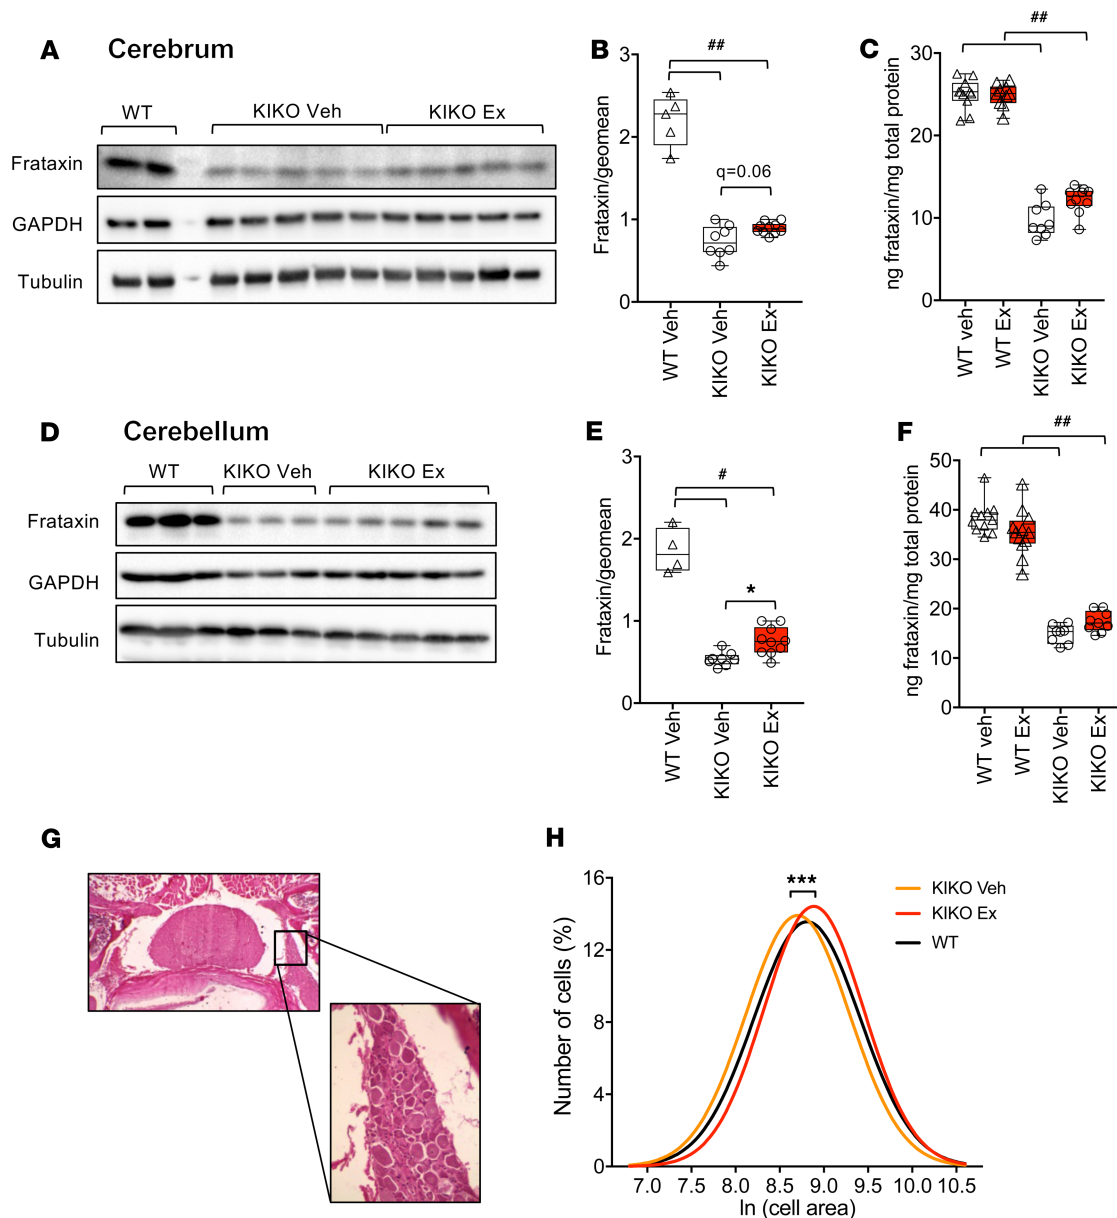 A Cerebrum
WT KIKO Veh KIKO Ex
Frataxin
GAPDH
Tubulin
B
##
q=0.06
Frataxin/geomean
3
2
1
0
WT Veh
KIKO Veh
KIKO Ex
C
##
ng frataxin/mg total protein
30
20
10
0
WT veh
WT Ex
KIKO Veh
KIKO Ex
D Cerebellum
WT KIKO Veh KIKO Ex
Frataxin
GAPDH
Tubulin
E
#
*
Frataxin/geomean
3
2
1
0
WT Veh
KIKO Veh
KIKO Ex
F
##
ng frataxin/mg total protein
50
40
30
20
10
0
WT veh
WT Ex
KIKO Veh
KIKO Ex
G
H
***
KIKO Veh
KIKO Ex
WT
Number of cells (%)
16
12
8
4
0
7.0 7.5 8.0 8.5 9.0 9.5 10.0 10.5
ln (cell area)